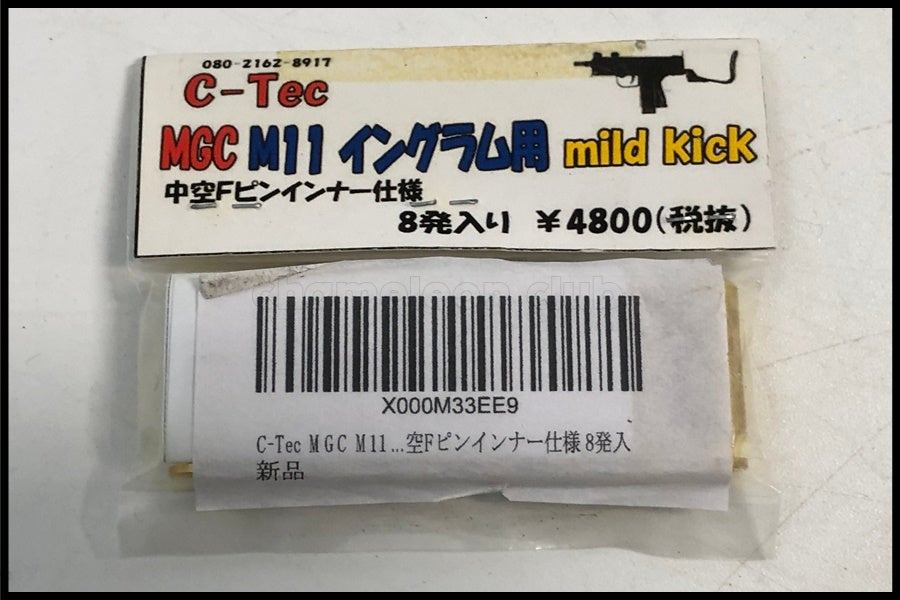 080-2162-8917
C-Tec
MGC M11 イングラム用 mild kick
中空Fピンインナー仕様
8発入り ¥4800(税抜)
chameleon club
X000M33EE9
C-Tec MGC M11...空Fピンインナー仕様 8発入
新品